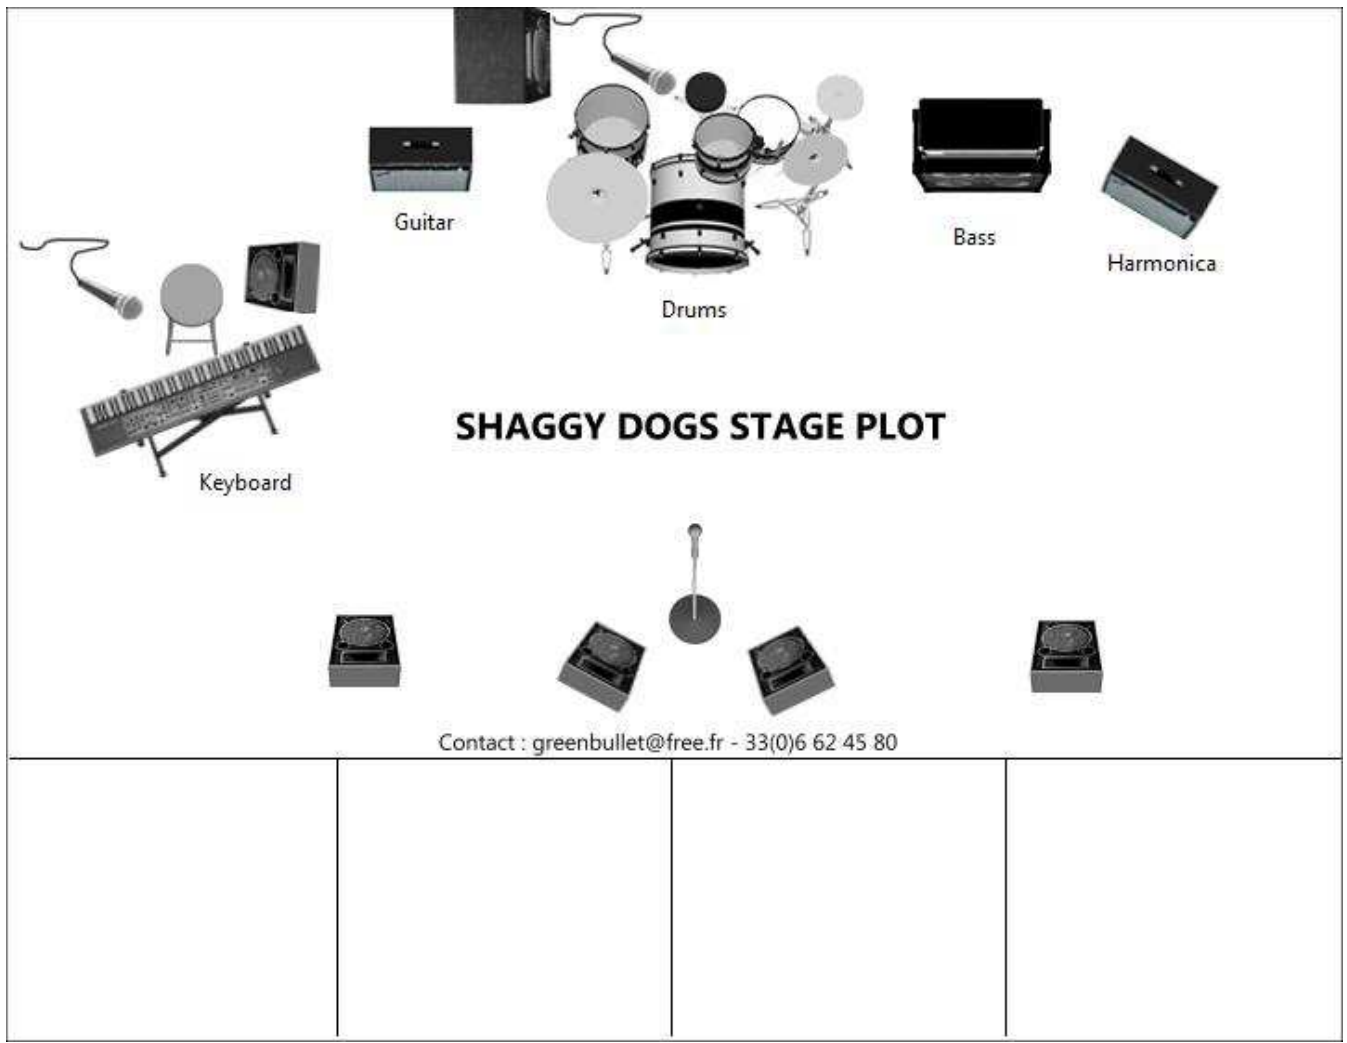 Guitar
Bass
Harmonica
Drums
SHAGGY DOGS STAGE PLOT
Keyboard
Contact : greenbullet@free.fr - 33(0)6 62 45 80